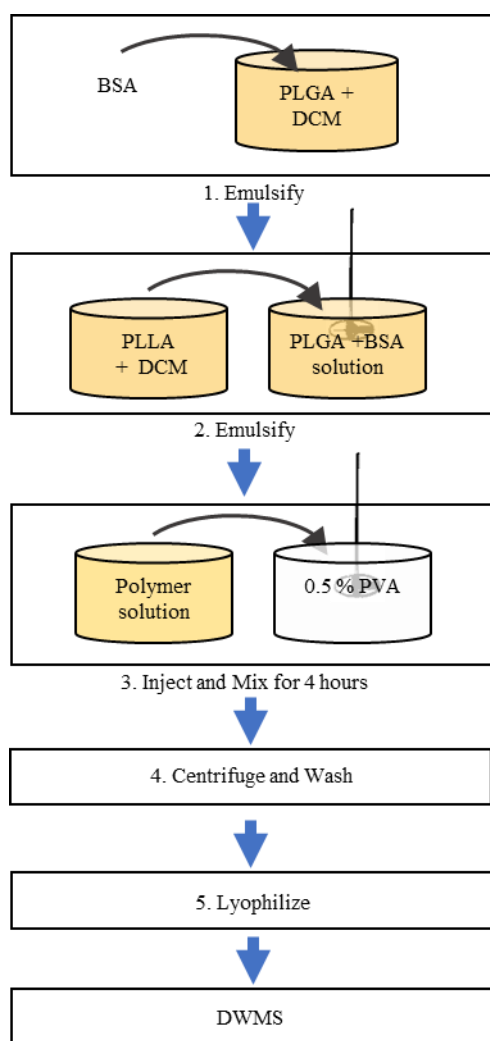 BSA
PLGA +
DCM
1. Emulsify
PLLA
+ DCM
PLGA +BSA
solution
2. Emulsify
Polymer
solution
0.5 % PVA
3. Inject and Mix for 4 hours
4. Centrifuge and Wash
5. Lyophilize
DWMS